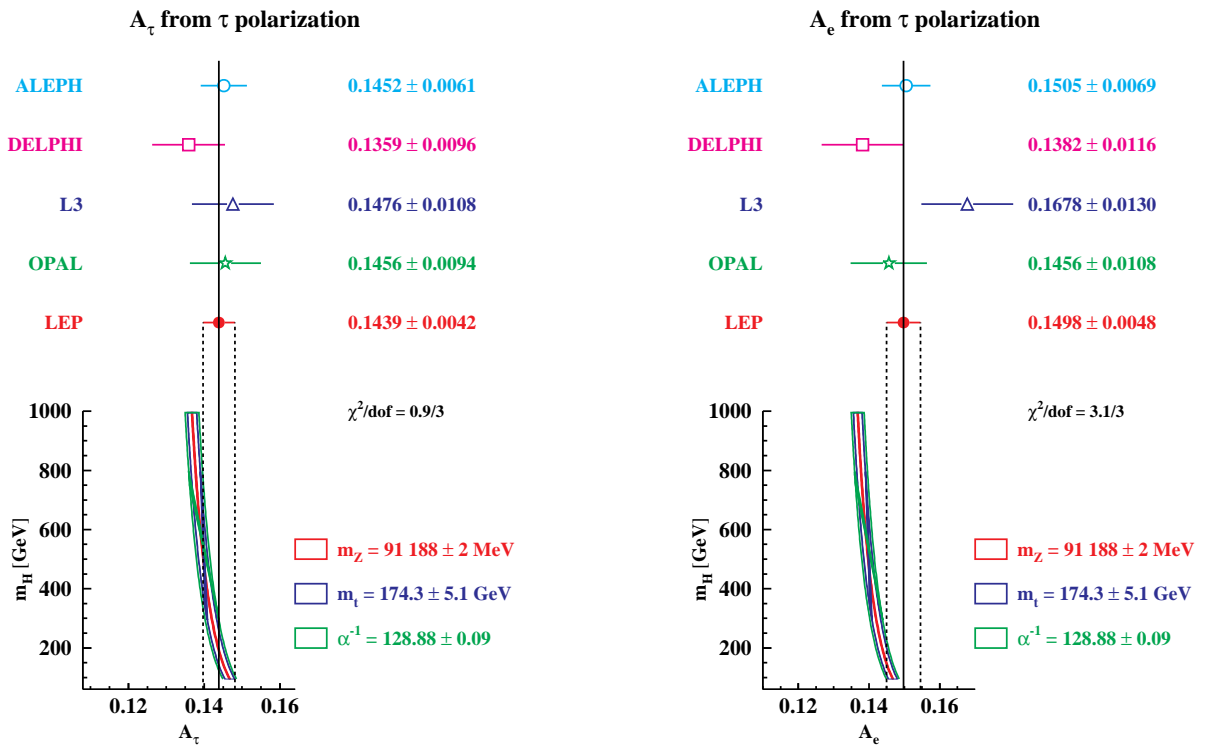 A_τ from τ polarization
ALEPH 0.1452 ± 0.0061
DELPHI 0.1359 ± 0.0096
L3 0.1476 ± 0.0108
OPAL 0.1456 ± 0.0094
LEP 0.1439 ± 0.0042
χ²/dof = 0.9/3
1000
800
600
400
200
m_H [GeV]
m_Z = 91 188 ± 2 MeV
m_t = 174.3 ± 5.1 GeV
α⁻¹ = 128.88 ± 0.09
0.12 0.14 0.16
A_τ
A_e from τ polarization
ALEPH 0.1505 ± 0.0069
DELPHI 0.1382 ± 0.0116
L3 0.1678 ± 0.0130
OPAL 0.1456 ± 0.0108
LEP 0.1498 ± 0.0048
χ²/dof = 3.1/3
1000
800
600
400
200
m_H [GeV]
m_Z = 91 188 ± 2 MeV
m_t = 174.3 ± 5.1 GeV
α⁻¹ = 128.88 ± 0.09
0.12 0.14 0.16
A_e